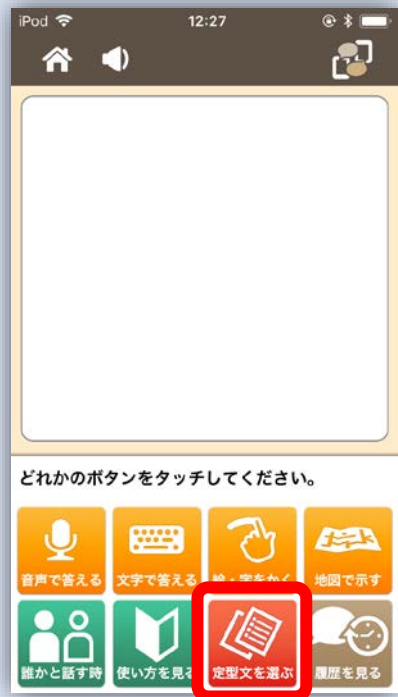 iPod 12:27
どれかのボタンをタッチしてください。
音声で答える 文字で答える 絵・字をかく 地図で示す
誰かと話す時 使い方を見る 定型文を選ぶ 履歴を見る